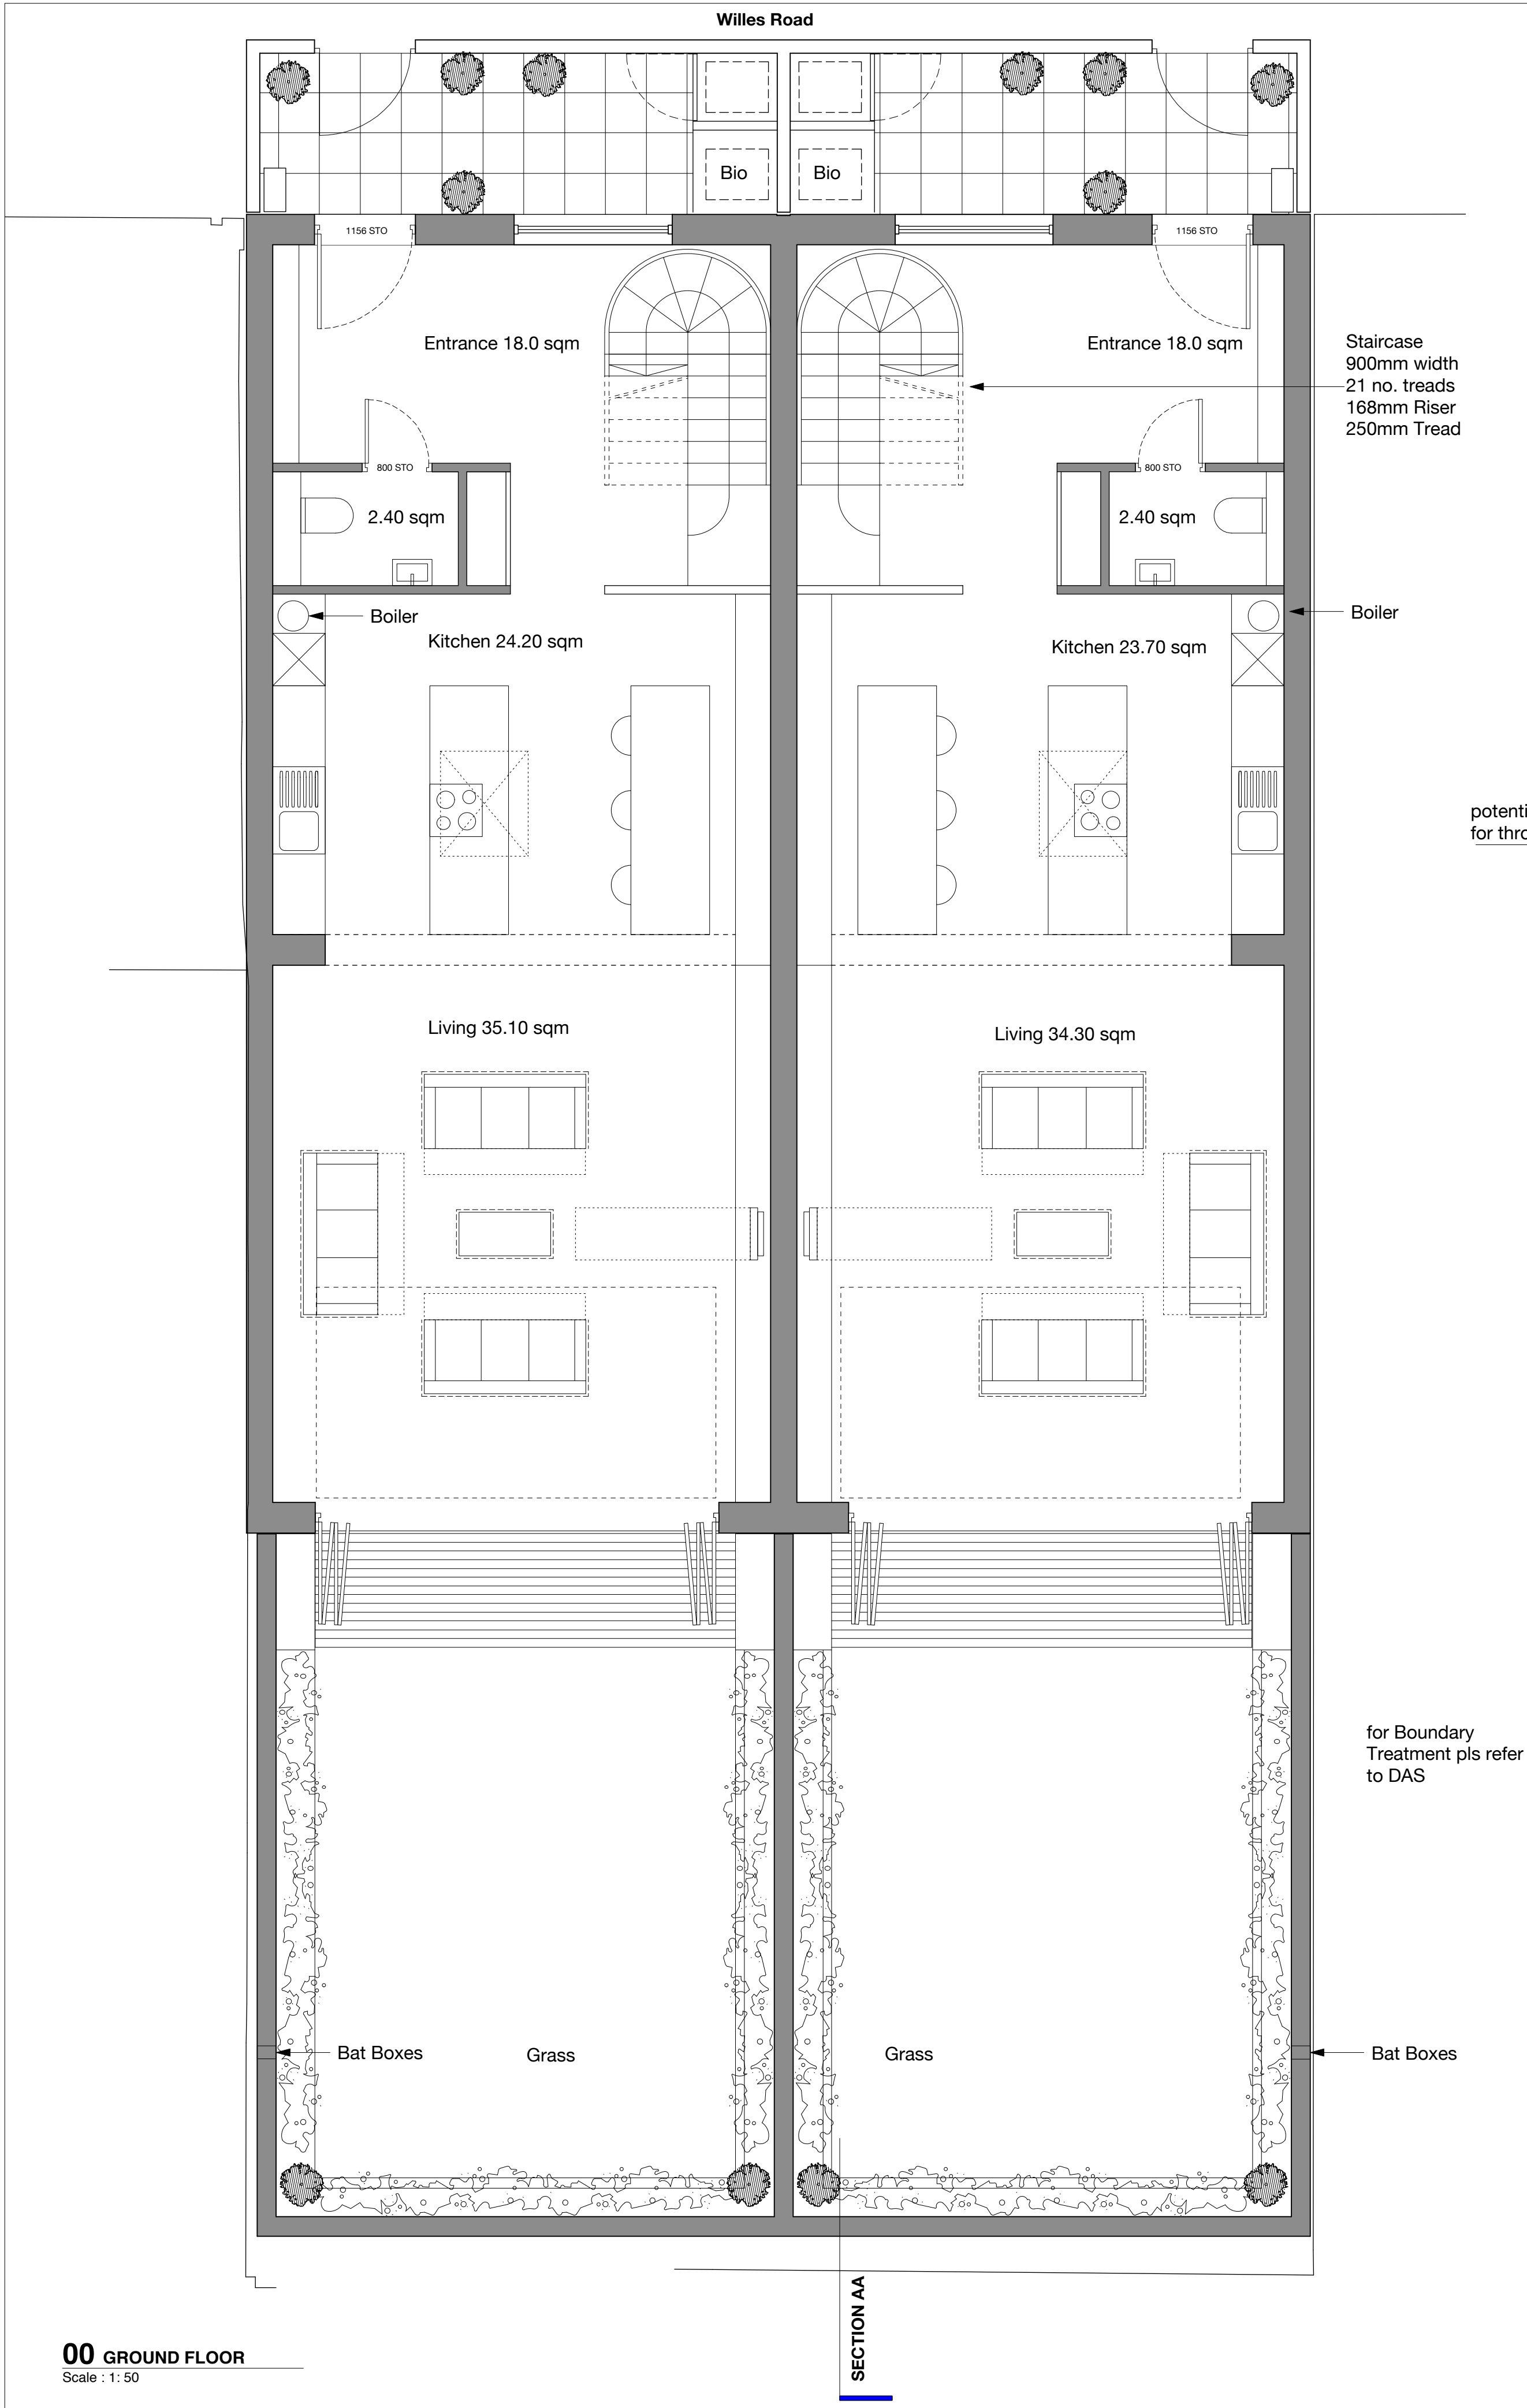 Willes Road
Bio
Bio
1156 STO
1156 STO
Entrance 18.0 sqm
Entrance 18.0 sqm
Staircase
900mm width
21 no. treads
168mm Riser
250mm Tread
800 STO
800 STO
2.40 sqm
2.40 sqm
Boiler
Boiler
Kitchen 24.20 sqm
Kitchen 23.70 sqm
potenti
for thro
Living 35.10 sqm
Living 34.30 sqm
for Boundary
Treatment pls refer
to DAS
Bat Boxes
Grass
Grass
Bat Boxes
SECTION AA
00 GROUND FLOOR
Scale : 1: 50